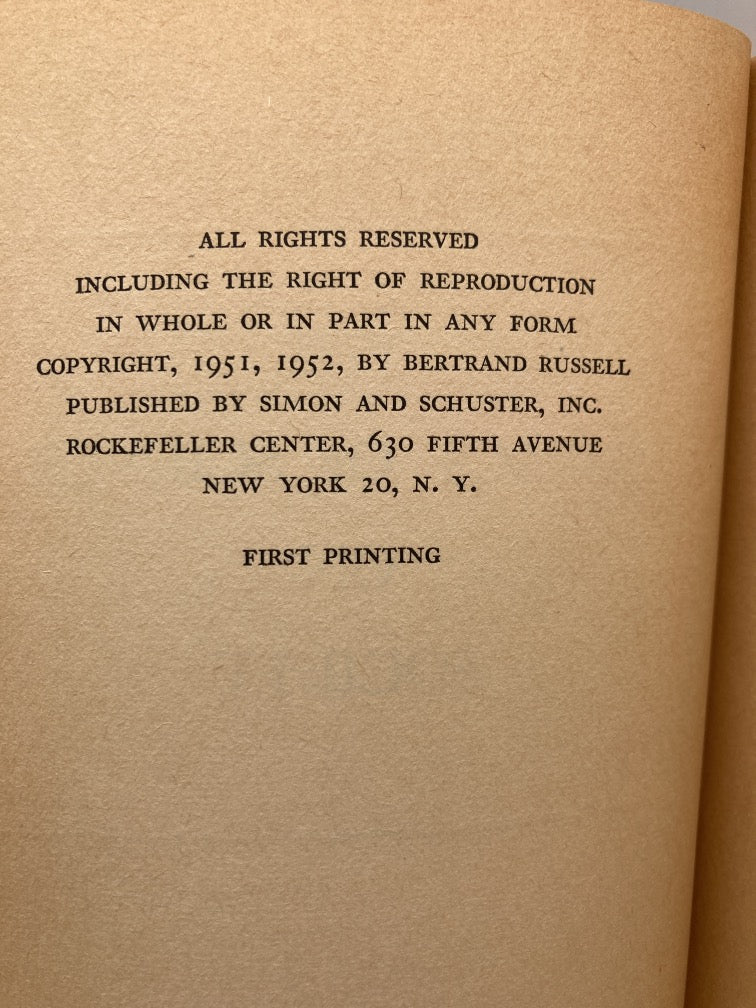 ALL RIGHTS RESERVED
INCLUDING THE RIGHT OF REPRODUCTION
IN WHOLE OR IN PART IN ANY FORM
COPYRIGHT, 1951, 1952, BY BERTRAND RUSSELL
PUBLISHED BY SIMON AND SCHUSTER, INC.
ROCKEFELLER CENTER, 630 FIFTH AVENUE
NEW YORK 20, N. Y.
FIRST PRINTING